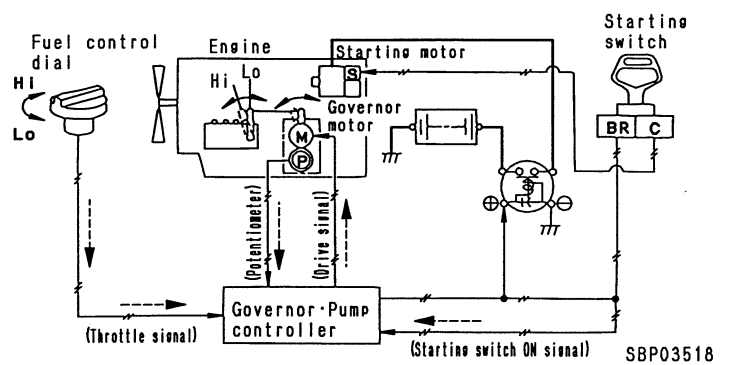 Starting
switch
Fuel control
dial
Engine
Starting motor
Hi
Lo
Hi
Lo
S
Governor
motor
M
P
BR
C
⊕
⊖
(Potentiometer)
(Drive signal)
Governor·Pump
controller
(Throttle signal)
(Starting switch ON signal)
SBP03518